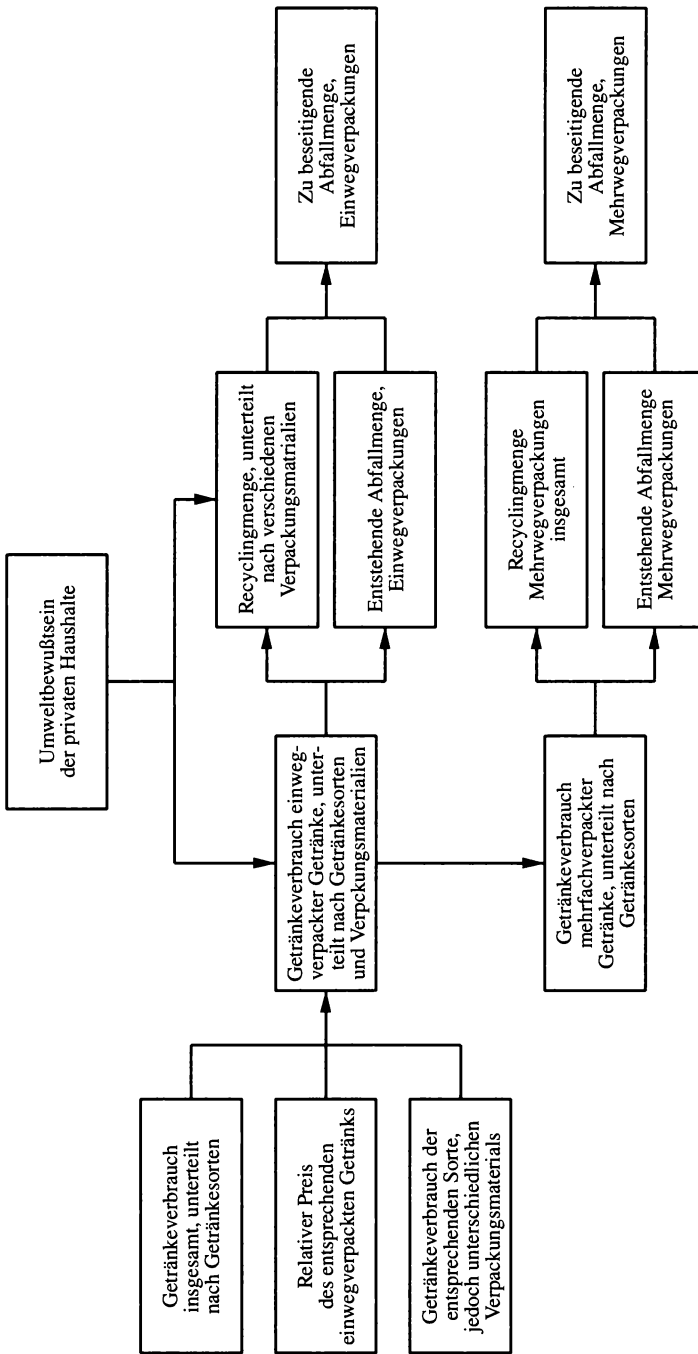 Umweltbewußtsein
der privaten Haushalte
Getränkeverbrauch
insgesamt, unterteilt
nach Getränkesorten
Relativer Preis
des entsprechenden
einwegverpackten Getränks
Getränkeverbrauch der
entsprechenden Sorte,
jedoch unterschiedlichen
Verpackungsmaterials
Getränkeverbrauch einweg-
verpackter Getränke, unter-
teilt nach Getränkesorten
und Verpckungsmaterialien
Getränkeverbrauch
mehrfachverpackter
Getränke, unterteilt nach
Getränkesorten
Recyclingmenge, unterteilt
nach verschiedenen
Verpackungsmatrialien
Entstehende Abfallmenge,
Einwegverpackungen
Recyclingmenge
Mehrwegverpackungen
insgesamt
Entstehende Abfallmenge
Mehrwegverpackungen
Zu beseitigende
Abfallmenge,
Einwegverpackungen
Zu beseitigende
Abfallmenge,
Mehrwegverpackungen